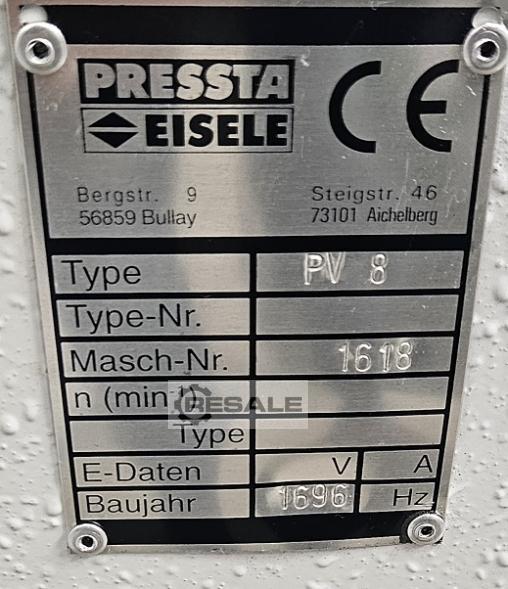 PRESSTA
EISELE
CE
Bergstr. 9 Steigstr. 46
56859 Bullay 73101 Aichelberg
Type PV 8
Type-Nr.
Masch-Nr. 1618
n (min-1)
RESALE
Type
E-Daten V A
Baujahr 1696 Hz